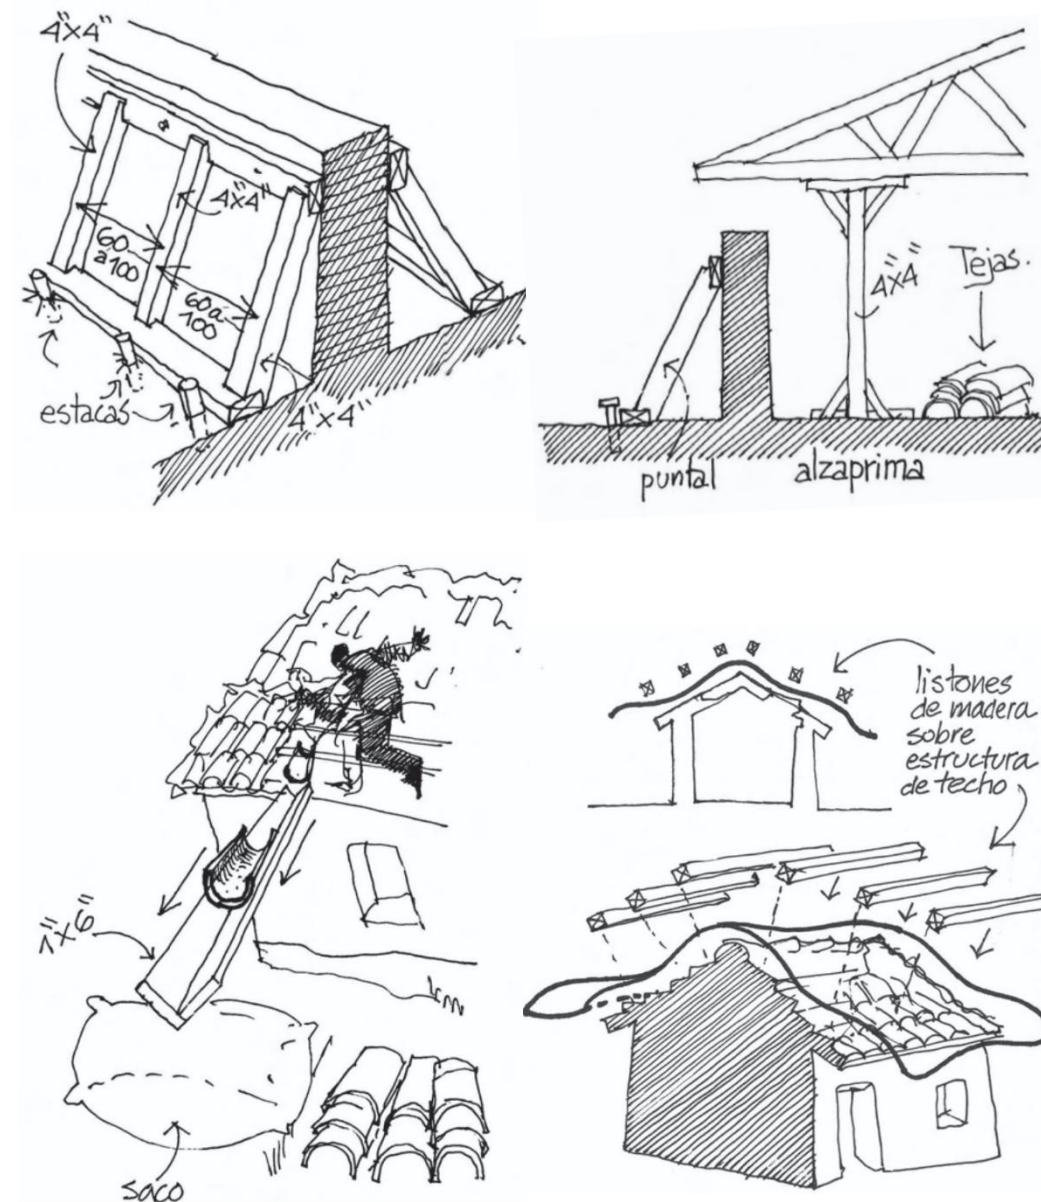 4"x4"
4"x4"
60
a 100
60 a
100
estacas
4"x4"
4"x4"
Tejas.
puntal
alzaprima
1"x6"
saco
listones
de madera
sobre
estructura
de techo